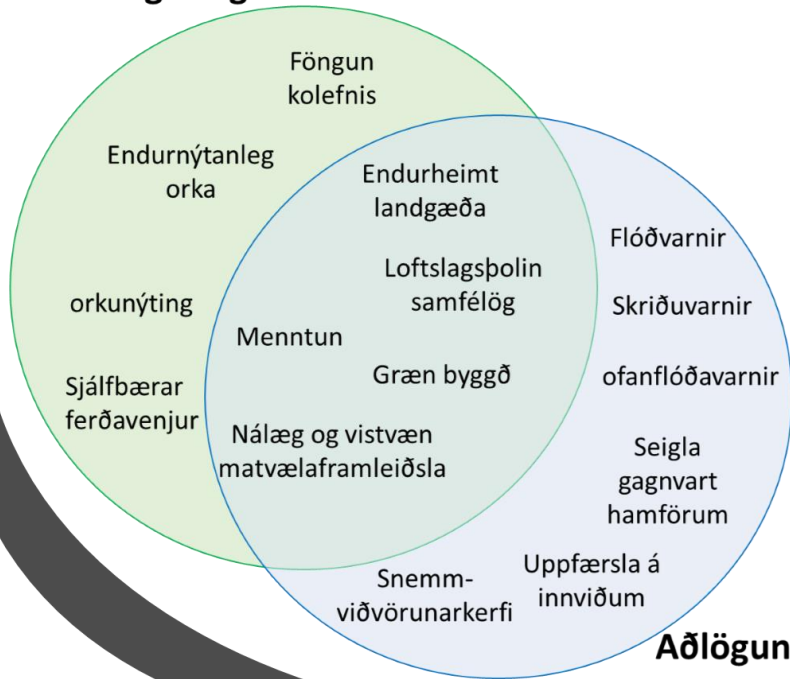 Föngun
kolefnis
Endurnýtanleg
orka
orkunýting
Sjálfbærar
ferðavenjur
Endurheimt
landgæða
Loftslagsþolin
samfélög
Menntun
Græn byggð
Nálæg og vistvæn
matvælaframleiðsla
Flóðvarnir
Skriðuvarnir
ofanflóðavarnir
Seigla
gagnvart
hamförum
Uppfærsla á
innviðum
Snemm-
viðvörunarkerfi
Aðlögun